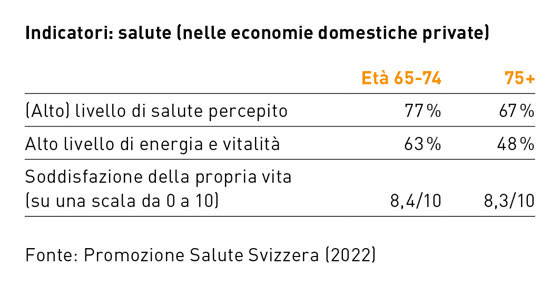 Indicatori: salute (nelle economie domestiche private)
Età 65-74 75+
(Alto) livello di salute percepito 77 % 67 %
Alto livello di energia e vitalità 63 % 48 %
Soddisfazione della propria vita
(su una scala da 0 a 10) 8,4/10 8,3/10
Fonte: Promozione Salute Svizzera (2022)